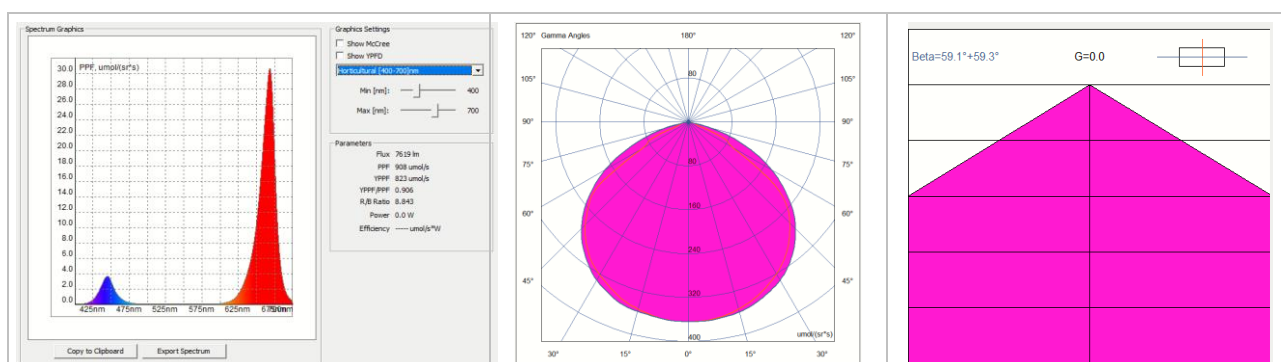 Spectrum Graphics
PPF, umol/(sr*s)
30.0
28.0
26.0
24.0
22.0
20.0
18.0
16.0
14.0
12.0
10.0
8.0
6.0
4.0
2.0
0.0
425nm 475nm 525nm 575nm 625nm
Copy to Clipboard Export Spectrum
Graphics Settings
Show McCree
Show YPFD
Horticultural [400-700]nm
Min [nm]: 400
Max [nm]: 700
Parameters
Flux 7619 lm
PPF 908 umol/s
YPPF 823 umol/s
YPPF/PPF 0.906
R/B Ratio 8.843
Power 0.0 W
Efficiency ---- umol/s*W
120° Gamma Angles 180° 120°
105° 80 105°
90° 90°
75° 80 75°
60° 160 60°
240
45° 320 45°
400 umol/(sr*s)
30° 15° 0° 15° 30°
Beta=59.1°+59.3° G=0.0